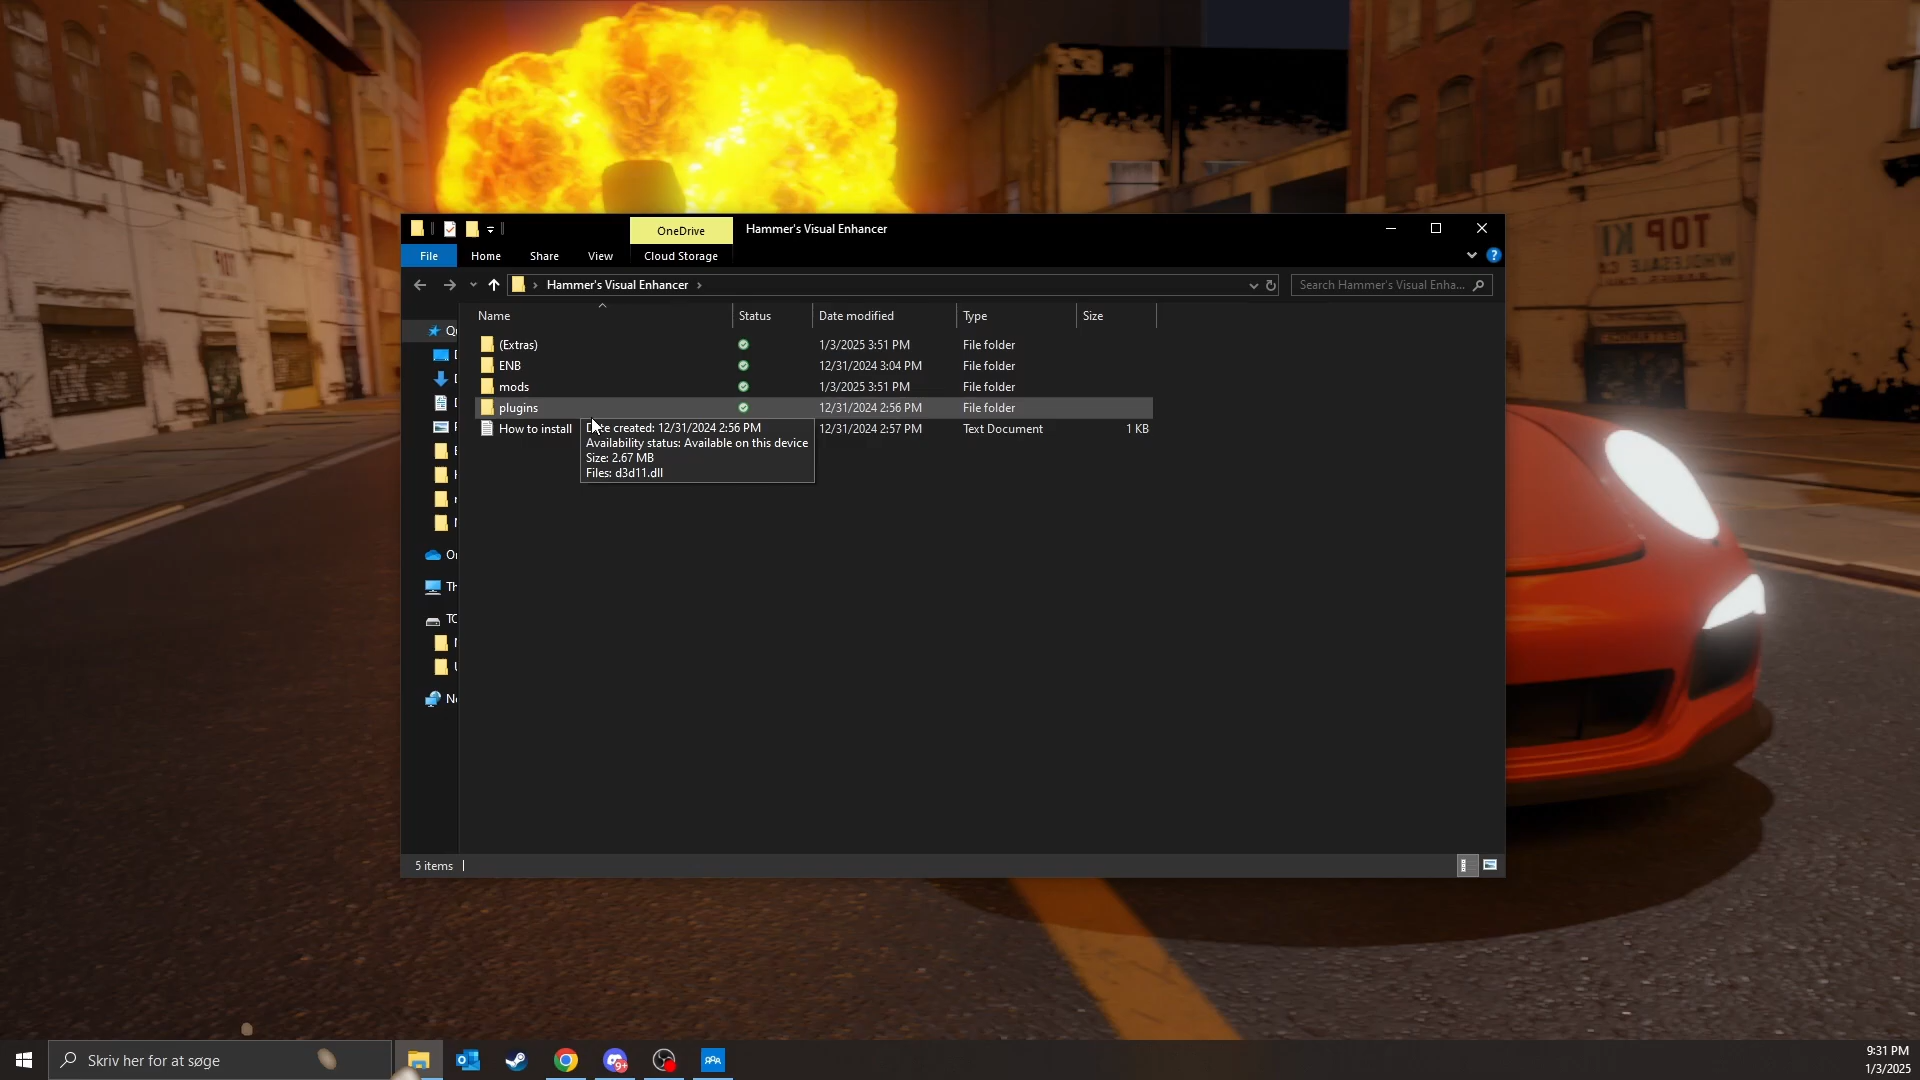 OneDrive
Hammer's Visual Enhancer
File
Home
Share
View
Cloud Storage
Hammer's Visual Enhancer
Search Hammer's Visual Enha...
Name
Status
Date modified
Type
Size
(Extras)
1/3/2025 3:51 PM
File folder
ENB
12/31/2024 3:04 PM
File folder
mods
1/3/2025 3:51 PM
File folder
plugins
12/31/2024 2:56 PM
File folder
How to install
12/31/2024 2:57 PM
Text Document
1 KB
Date created: 12/31/2024 2:56 PM
Availability status: Available on this device
Size: 2.67 MB
Files: d3d11.dll
5 items
TOP KI
WHOLESALE CA
Skriv her for at søge
9+
9:31 PM
1/3/2025